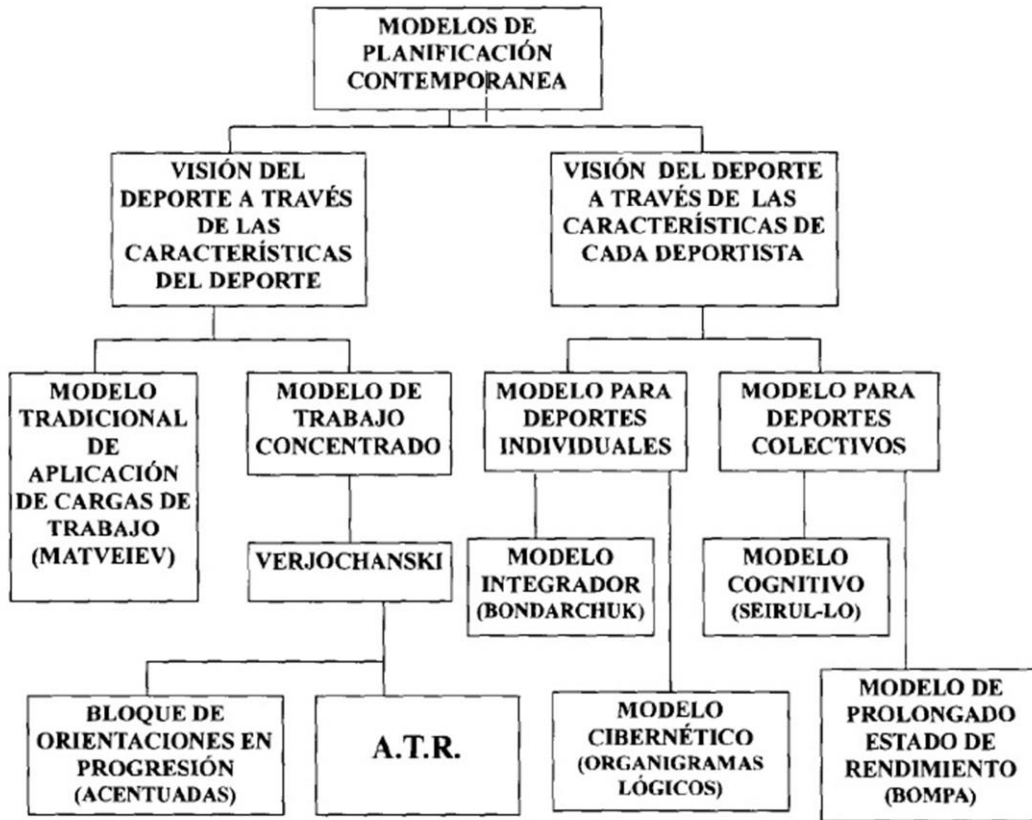 MODELOS DE
PLANIFICACIÓN
CONTEMPORANEA
VISIÓN DEL
DEPORTE A TRAVÉS
DE LAS
CARACTERÍSTICAS
DEL DEPORTE
VISIÓN DEL DEPORTE
A TRAVÉS DE LAS
CARACTERÍSTICAS DE
CADA DEPORTISTA
MODELO
TRADICIONAL
DE
APLICACIÓN
DE CARGAS DE
TRABAJO
(MATVEIEV)
MODELO DE
TRABAJO
CONCENTRADO
MODELO PARA
DEPORTES
INDIVIDUALES
MODELO PARA
DEPORTES
COLECTIVOS
VERJOCHANSKI
MODELO
INTEGRADOR
(BONDARCHUK)
MODELO
COGNITIVO
(SEIRUL-LO)
BLOQUE DE
ORIENTACIONES EN
PROGRESIÓN
(ACENTUADAS)
A.T.R.
MODELO
CIBERNÉTICO
(ORGANIGRAMAS
LÓGICOS)
MODELO DE
PROLONGADO
ESTADO DE
RENDIMIENTO
(BOMPA)